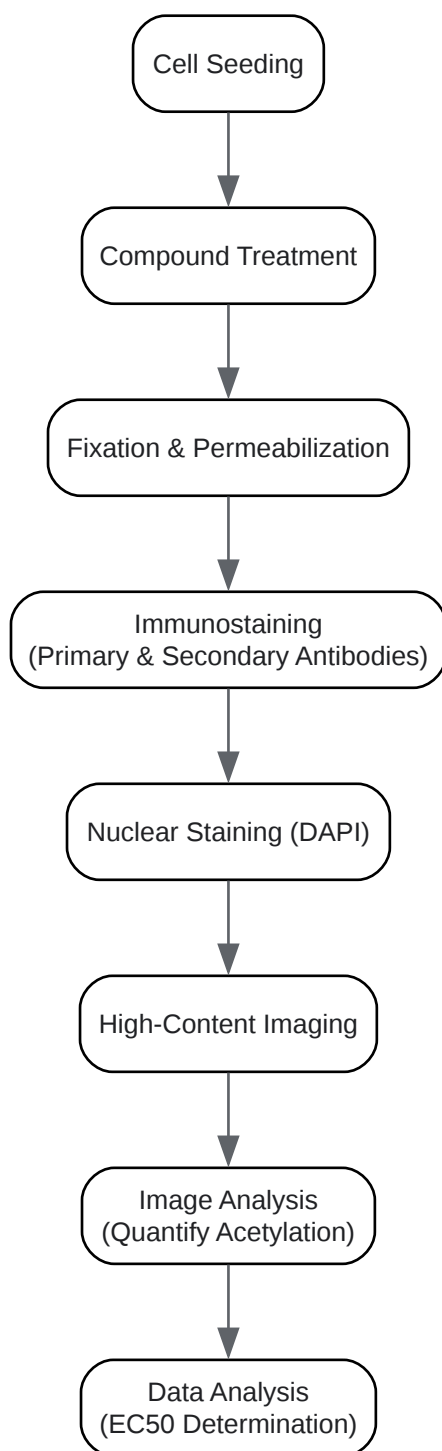 Cell Seeding
Compound Treatment
Fixation & Permeabilization
Immunostaining
(Primary & Secondary Antibodies)
Nuclear Staining (DAPI)
High-Content Imaging
Image Analysis
(Quantify Acetylation)
Data Analysis
(EC50 Determination)